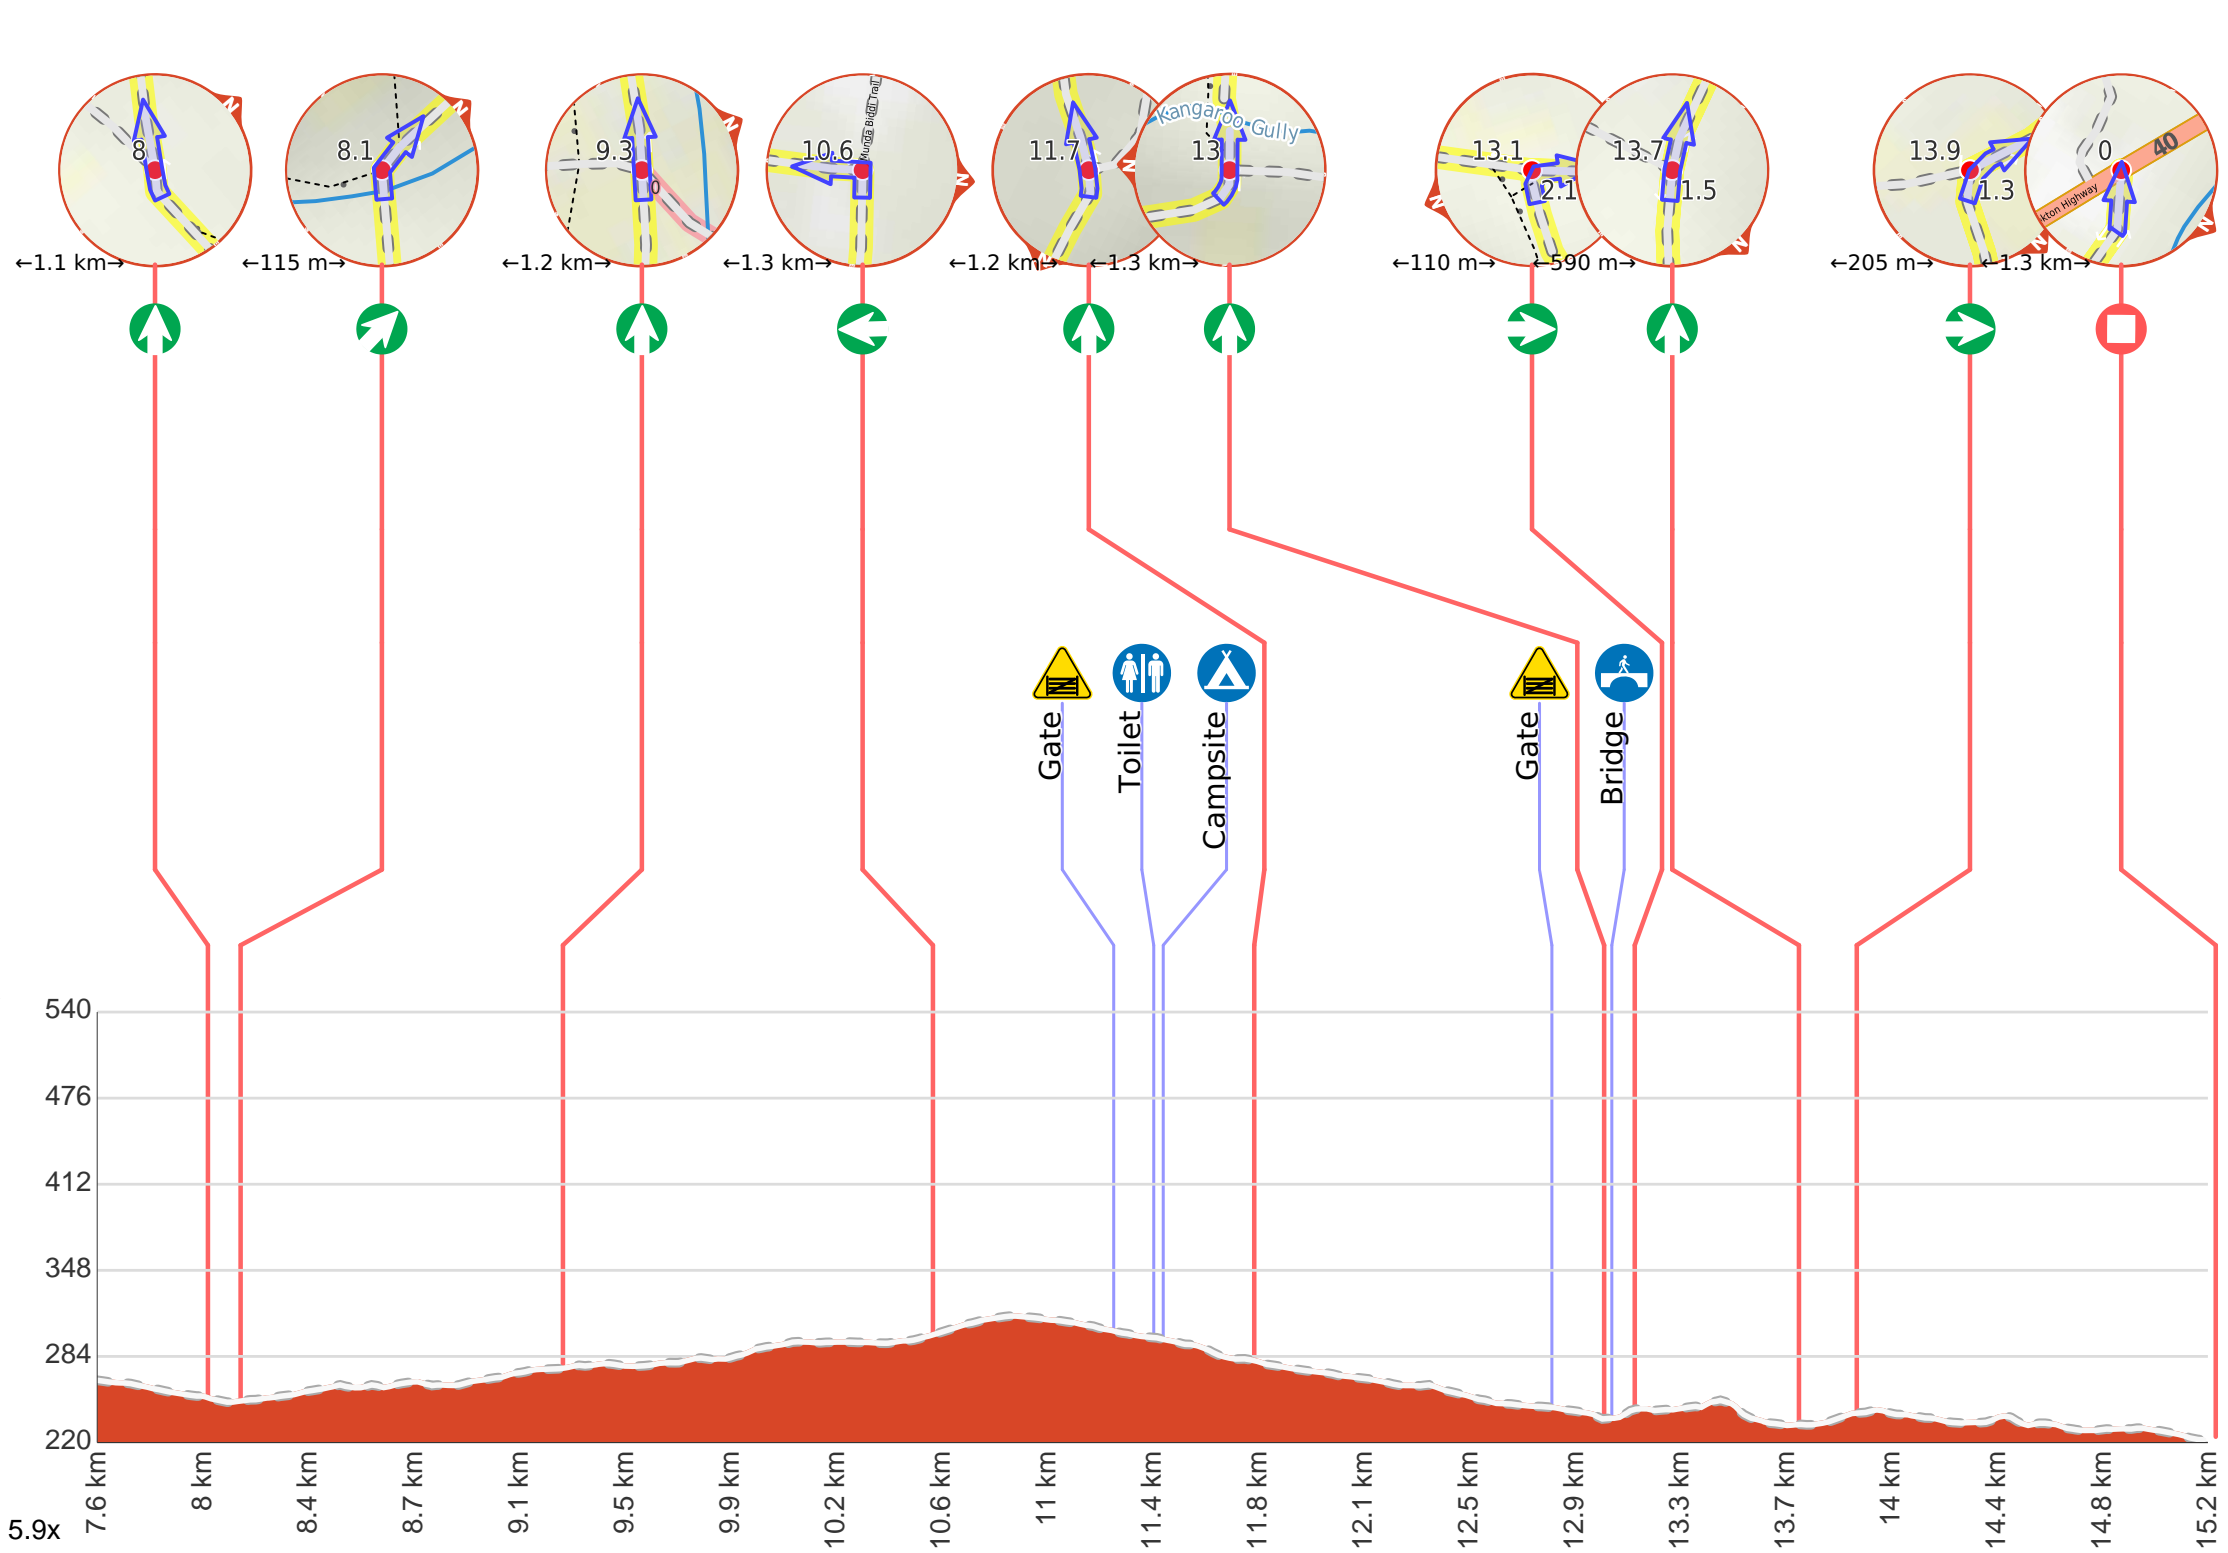 8
N
8.1
N
9.3
0
N
10.6
Munda Biddi Trail
N
11.7
N
N
Kangaroo Gully
13
13.1
2.1
N
13.7
1.5
N
13.9
1.3
N
0
40
kton Highway
N
←1.1 km→
←115 m→
←1.2 km→
←1.3 km→
←1.2 km→
←1.3 km→
←110 m→
←590 m→
←205 m→
←1.3 km→
Gate
Toilet
Campsite
Gate
Bridge
540
476
412
348
284
220
7.6 km
8 km
8.4 km
8.7 km
9.1 km
9.5 km
9.9 km
10.2 km
10.6 km
11 km
11.4 km
11.8 km
12.1 km
12.5 km
12.9 km
13.3 km
13.7 km
14 km
14.4 km
14.8 km
15.2 km
5.9x